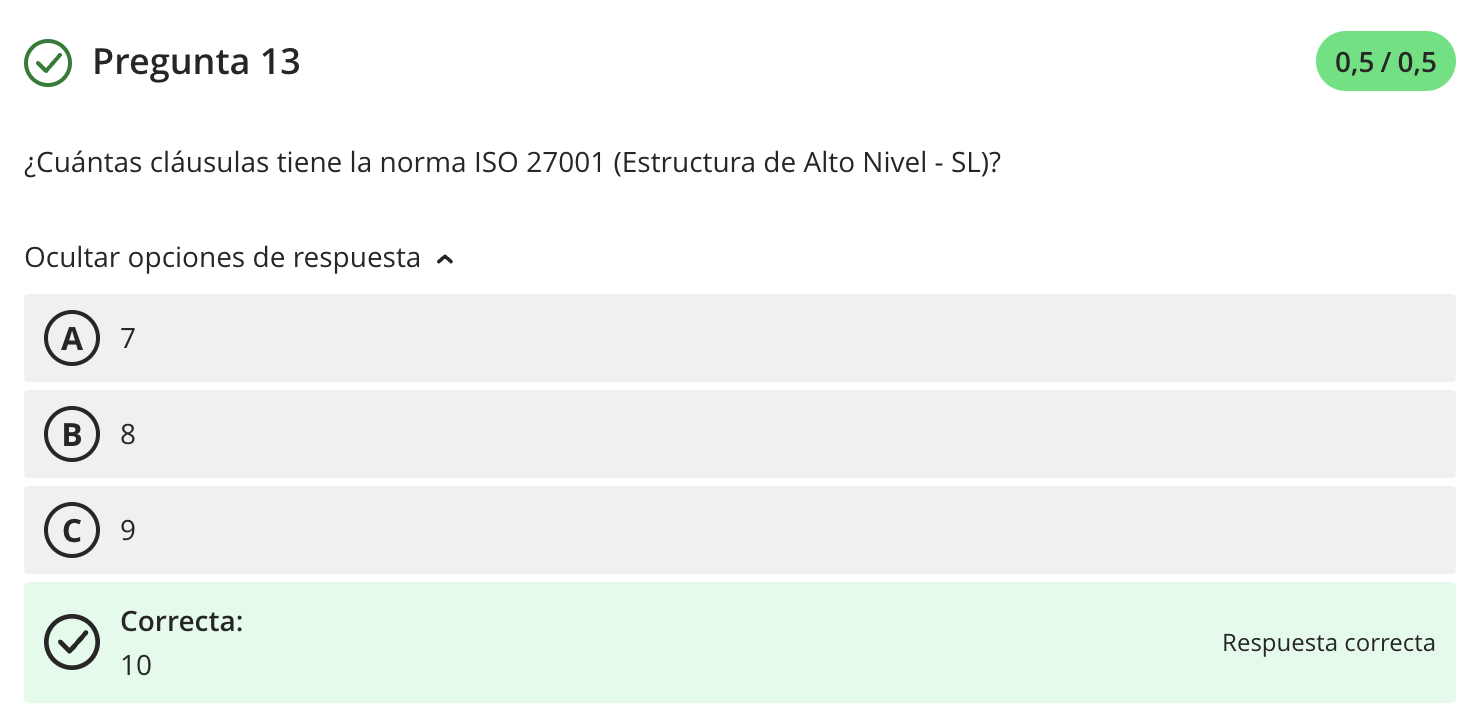 Pregunta 13
0,5 / 0,5
¿Cuántas cláusulas tiene la norma ISO 27001 (Estructura de Alto Nivel - SL)?
Ocultar opciones de respuesta
A 7
B 8
C 9
Correcta:
10
Respuesta correcta